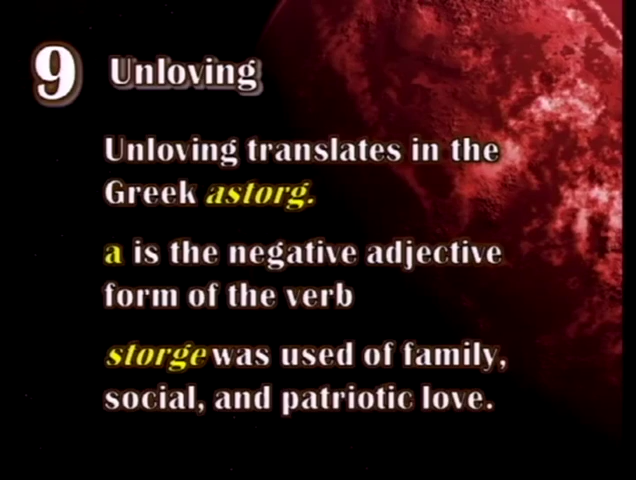 9 Unloving
Unloving translates in the
Greek astorg.
a is the negative adjective
form of the verb
storge was used of family,
social, and patriotic love.